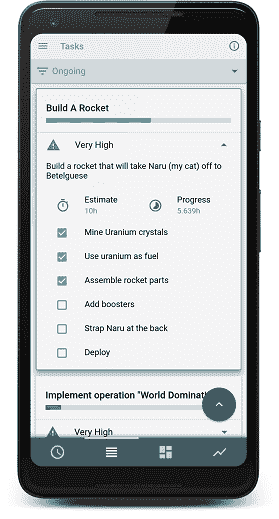 Tasks
Ongoing
Build A Rocket
Very High
Build a rocket that will take Naru (my cat) off to
Betelguese
Estimate
10h
Progress
5.639h
Mine Uranium crystals
Use uranium as fuel
Assemble rocket parts
Add boosters
Strap Naru at the back
Deploy
Implement operation "World Dominati
Very High